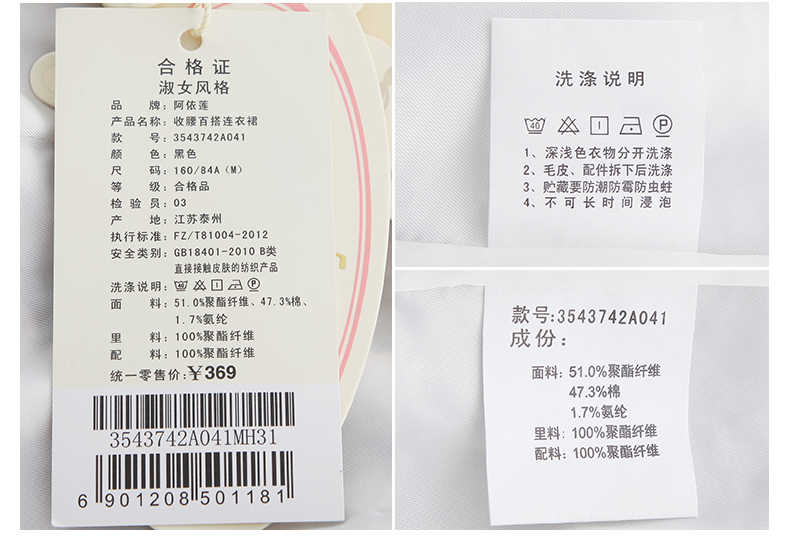 合格证
淑女风格
品 牌：阿依莲
产品名称：收腰百搭连衣裙
款 号：3543742A041
颜 色：黑色
尺 码：160/84A（M）
等 级：合格品
检 验 员：03
产 地：江苏泰州
执行标准：FZ/T81004-2012
安全类别：GB18401-2010 B类
直接接触皮肤的纺织产品
洗涤说明：
面 料：51.0%聚酯纤维、47.3%棉、
1.7%氨纶
里 料：100%聚酯纤维
配 料：100%聚酯纤维
统一零售价：￥369
3543742A041MH31
6 901208 501181
洗涤说明
40 P
1、深浅色衣物分开洗涤
2、毛皮、配件拆下后洗涤
3、贮藏要防潮防霉防虫蛀
4、不可长时间浸泡
款号:3543742A041
成份：
面料：51.0%聚酯纤维
47.3%棉
1.7%氨纶
里料：100%聚酯纤维
配料：100%聚酯纤维